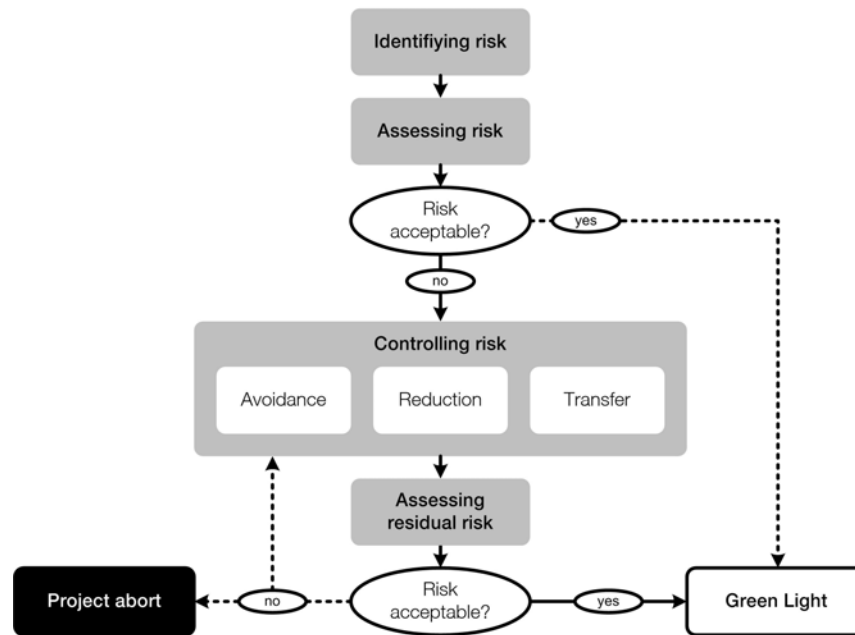 Identifiying risk
Assessing risk
Risk
acceptable?
yes
no
Controlling risk
Avoidance
Reduction
Transfer
Assessing
residual risk
Project abort
no
Risk
acceptable?
yes
Green Light